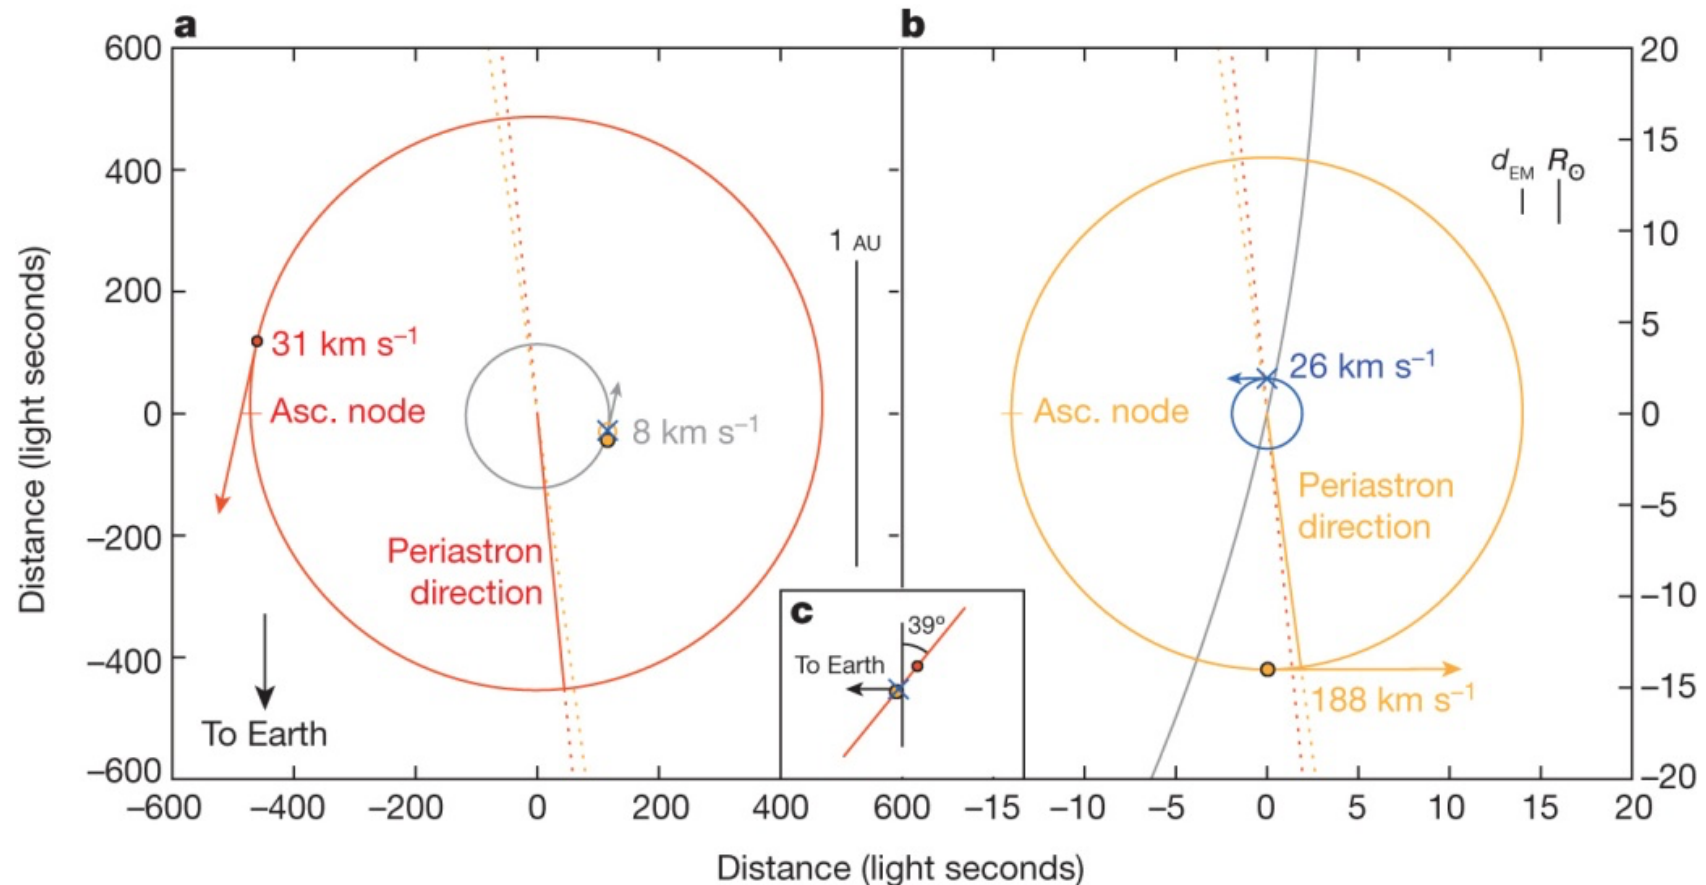 a
b
600
400
200
0
–200
–400
–600
Distance (light seconds)
31 km s⁻¹
Asc. node
8 km s⁻¹
Periastron
direction
To Earth
1 AU
c
39º
To Earth
d_EM R_⊙
26 km s⁻¹
Asc. node
Periastron
direction
188 km s⁻¹
20
15
10
5
0
–5
–10
–15
–20
–600 –400 –200 0 200 400 600 –15 –10 –5 0 5 10 15 20
Distance (light seconds)